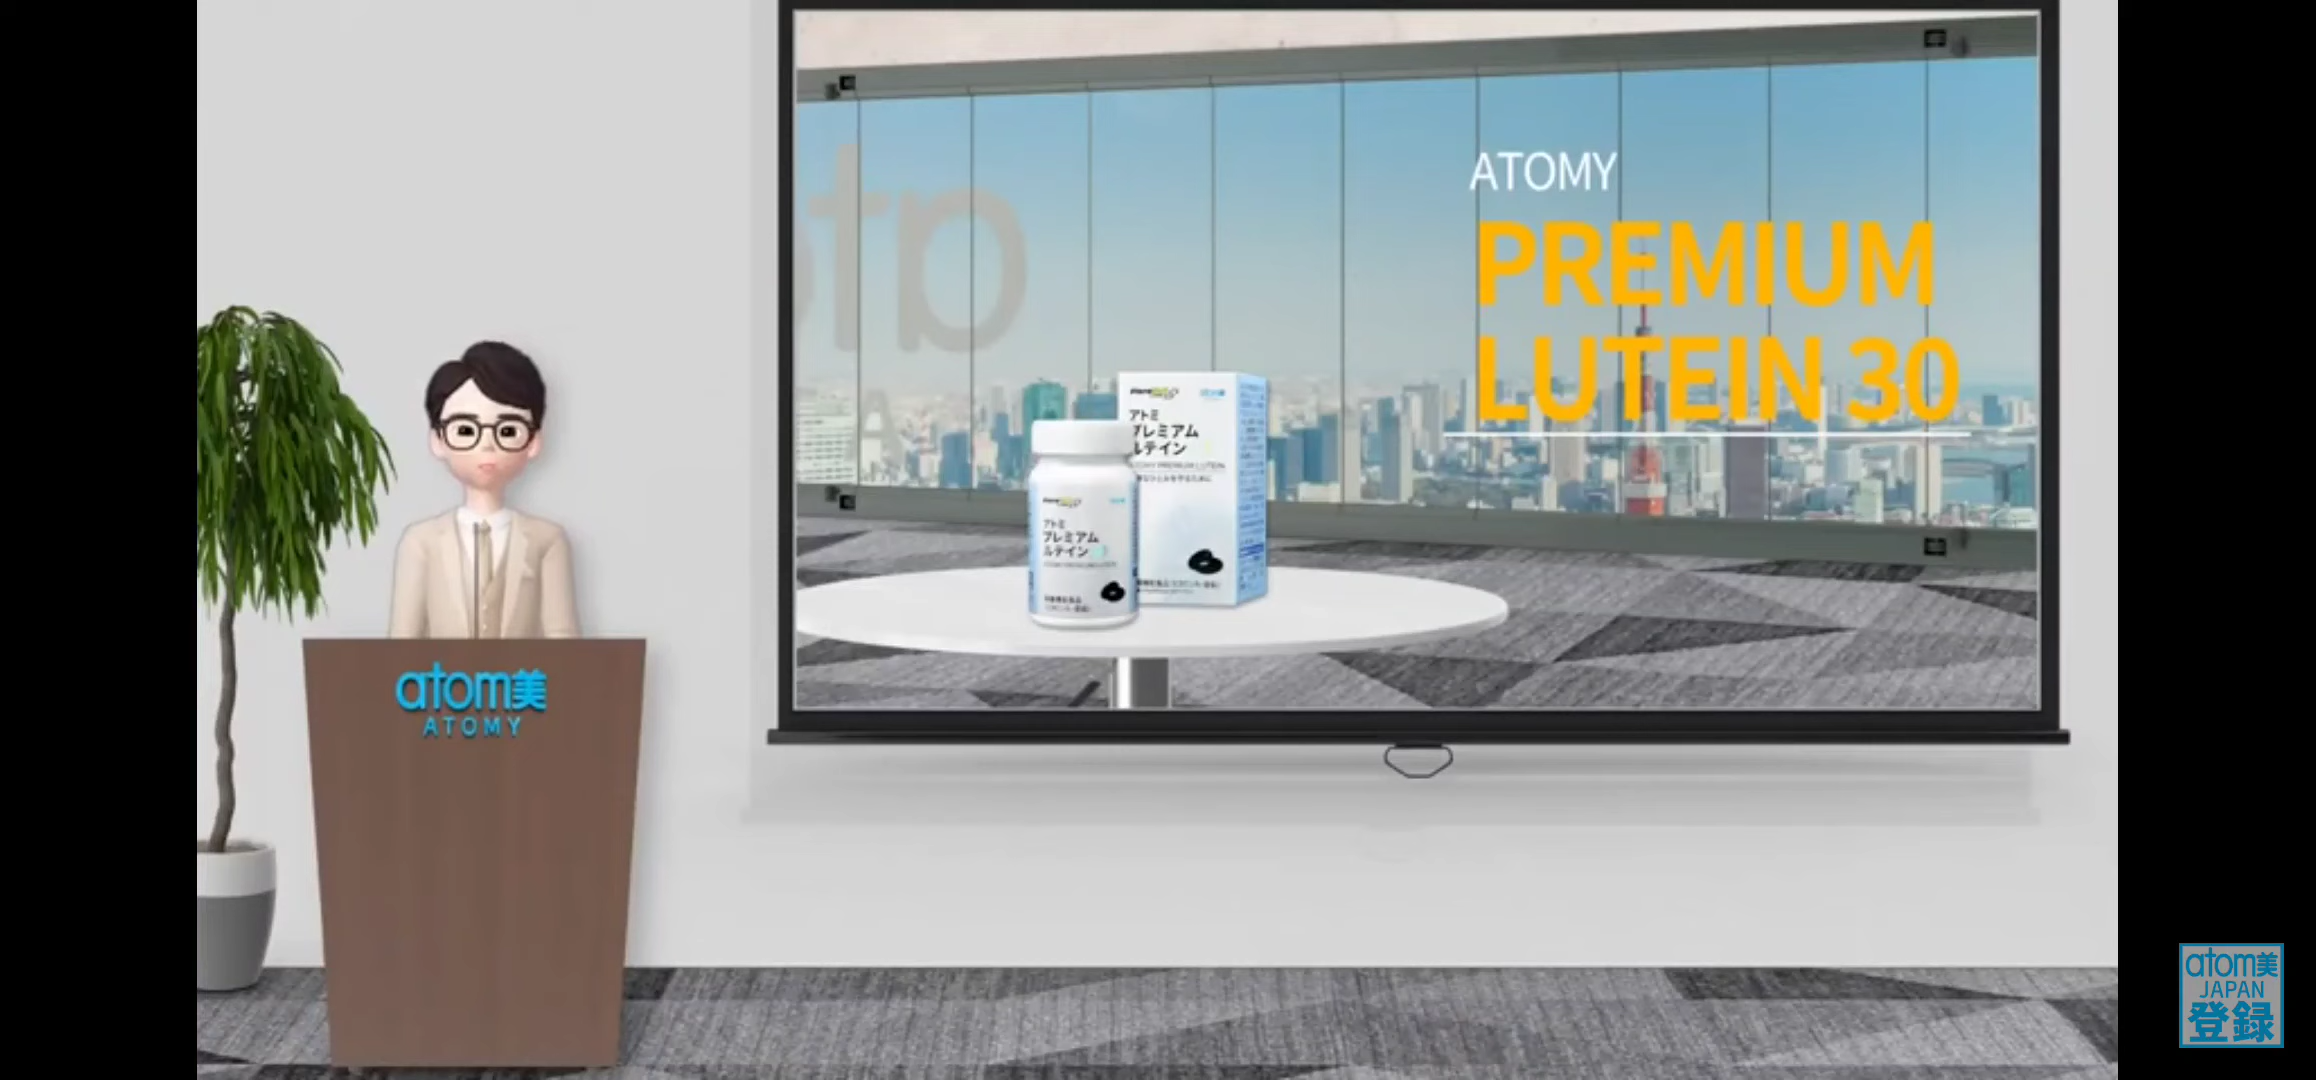 ATOMY
PREMIUM
LUTEIN 30
アトミ
プレミアム
ルテイン
アトミ
プレミアム
ルテイン
atom美
ATOMY
atom美
JAPAN
登録